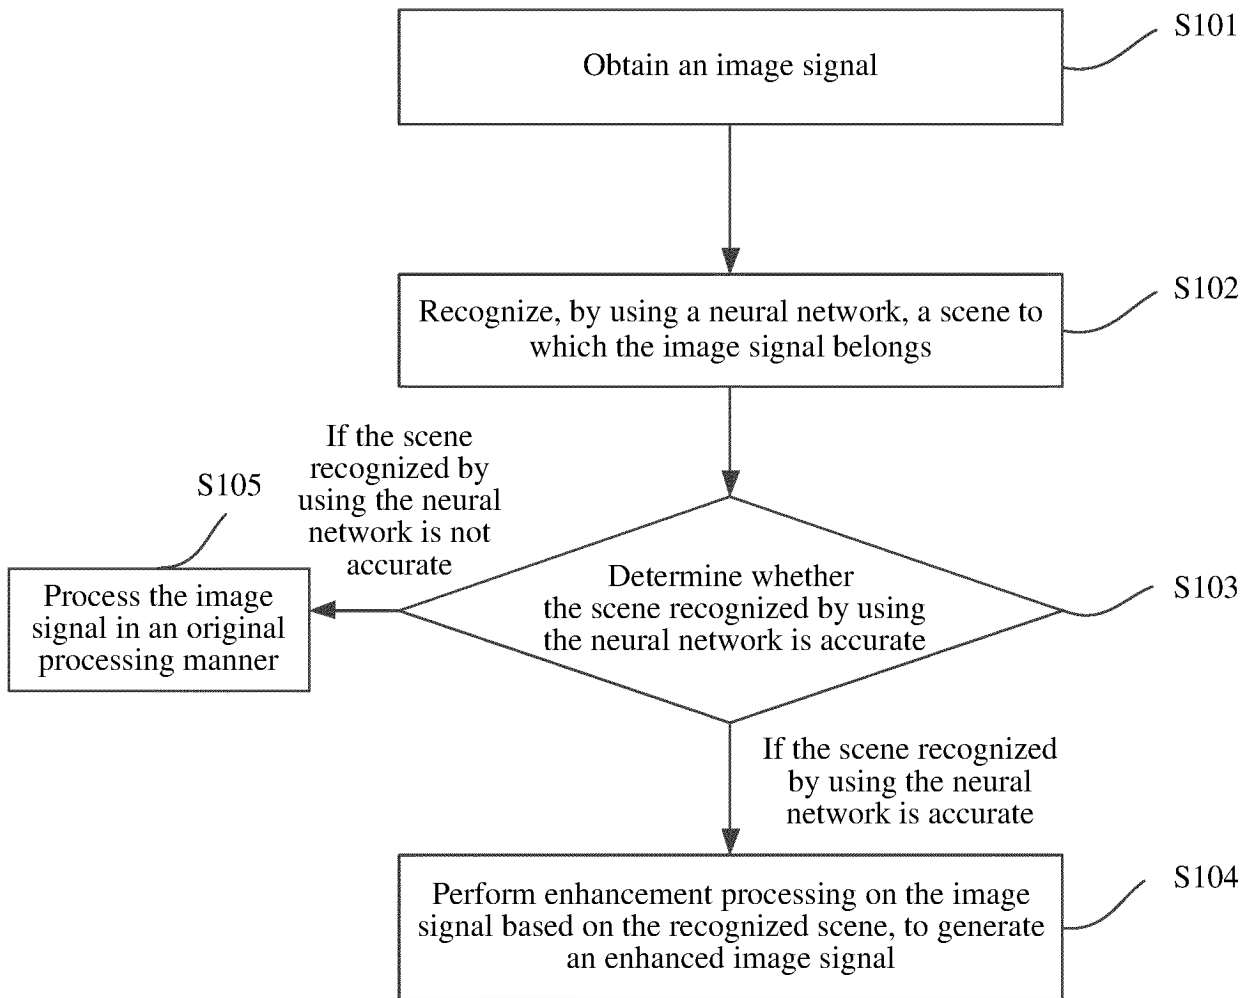 S101
Obtain an image signal
S102
Recognize, by using a neural network, a scene to
which the image signal belongs
If the scene
recognized by
using the neural
network is not
accurate
S105
Process the image
signal in an original
processing manner
Determine whether
the scene recognized by using
the neural network is accurate
S103
If the scene recognized
by using the neural
network is accurate
S104
Perform enhancement processing on the image
signal based on the recognized scene, to generate
an enhanced image signal